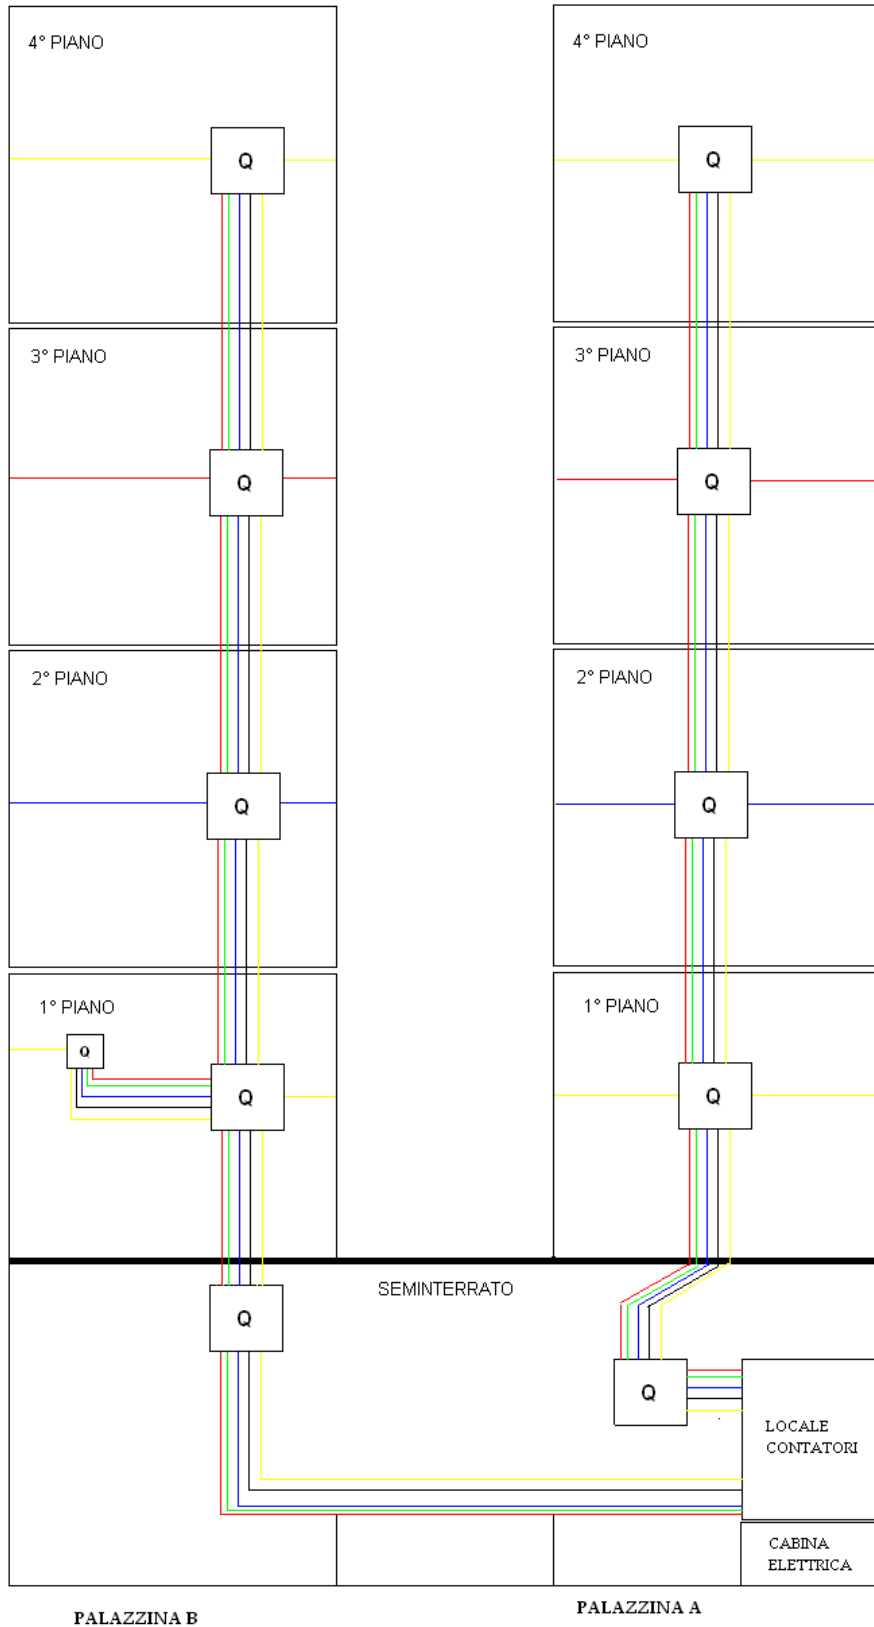 4° PIANO
4° PIANO
Q
Q
3° PIANO
3° PIANO
Q
Q
2° PIANO
2° PIANO
Q
Q
1° PIANO
1° PIANO
Q
Q
Q
SEMINTERRATO
Q
Q
LOCALE
CONTATORI
CABINA
ELETTRICA
PALAZZINA B
PALAZZINA A